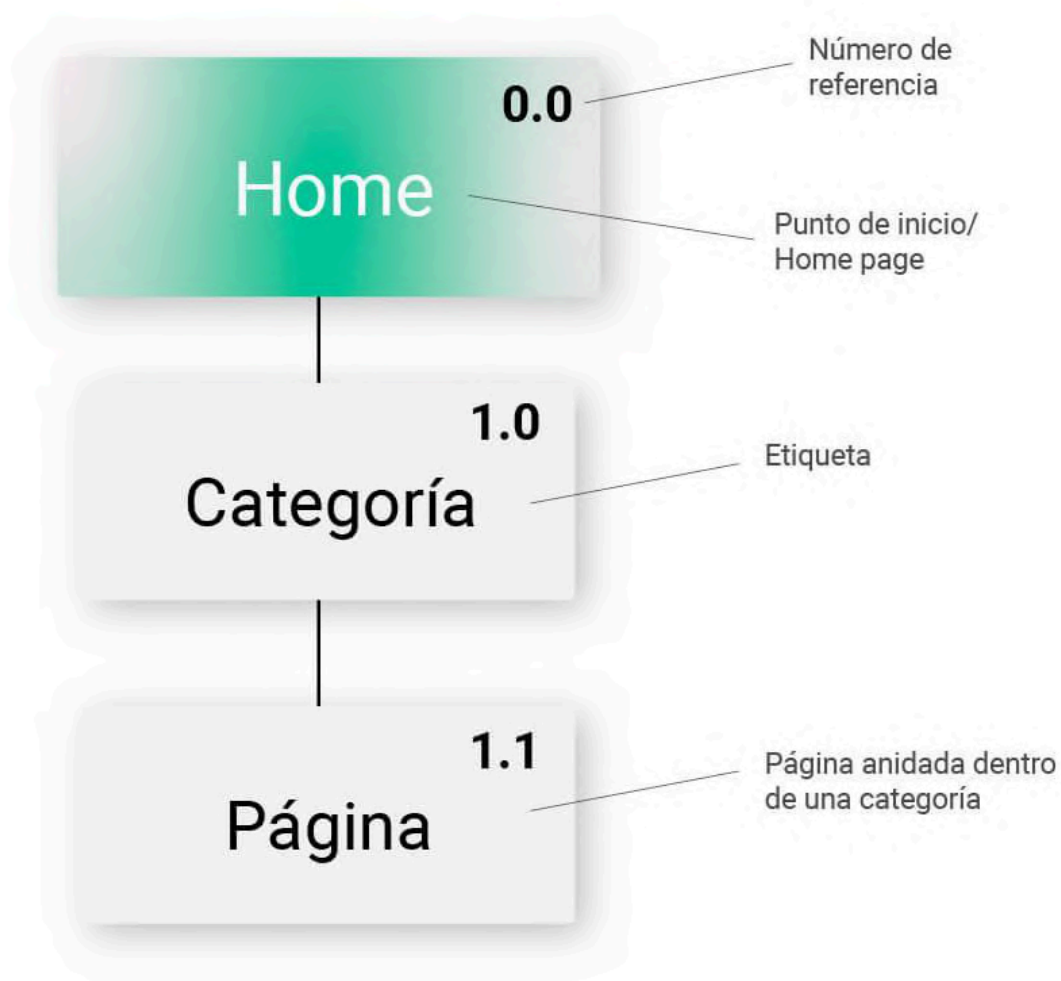 0.0
Número de
referencia
Home
Punto de inicio/
Home page
1.0
Categoría
Etiqueta
1.1
Página
Página anidada dentro
de una categoría